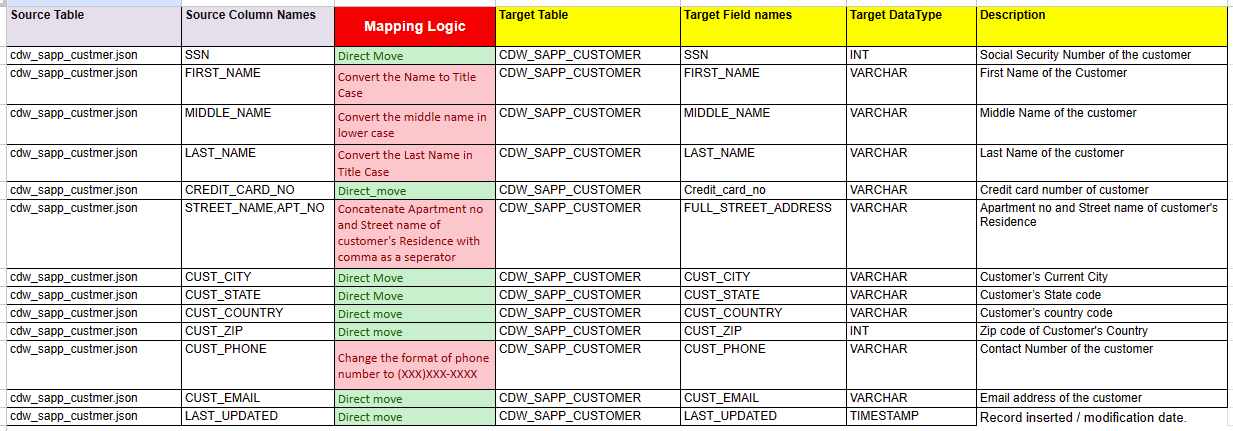 Source Table Source Column Names Mapping Logic Target Table Target Field names Target DataType Description
cdw_sapp_custmer.json SSN Direct Move CDW_SAPP_CUSTOMER SSN INT Social Security Number of the customer
cdw_sapp_custmer.json FIRST_NAME Convert the Name to Title CDW_SAPP_CUSTOMER FIRST_NAME VARCHAR First Name of the Customer
Case
cdw_sapp_custmer.json MIDDLE_NAME Convert the middle name in CDW_SAPP_CUSTOMER MIDDLE_NAME VARCHAR Middle Name of the customer
lower case
cdw_sapp_custmer.json LAST_NAME Convert the Last Name in CDW_SAPP_CUSTOMER LAST_NAME VARCHAR Last Name of the customer
Title Case
cdw_sapp_custmer.json CREDIT_CARD_NO Direct_move CDW_SAPP_CUSTOMER Credit_card_no VARCHAR Credit card number of customer
cdw_sapp_custmer.json STREET_NAME,APT_NO Concatenate Apartment no CDW_SAPP_CUSTOMER FULL_STREET_ADDRESS VARCHAR Apartment no and Street name of customer's
and Street name of Residence
customer's Residence with
comma as a seperator
cdw_sapp_custmer.json CUST_CITY Direct Move CDW_SAPP_CUSTOMER CUST_CITY VARCHAR Customer's Current City
cdw_sapp_custmer.json CUST_STATE Direct Move CDW_SAPP_CUSTOMER CUST_STATE VARCHAR Customer's State code
cdw_sapp_custmer.json CUST_COUNTRY Direct move CDW_SAPP_CUSTOMER CUST_COUNTRY VARCHAR Customer's country code
cdw_sapp_custmer.json CUST_ZIP Direct move CDW_SAPP_CUSTOMER CUST_ZIP INT Zip code of Customer's Country
cdw_sapp_custmer.json CUST_PHONE Change the format of phone CDW_SAPP_CUSTOMER CUST_PHONE VARCHAR Contact Number of the customer
number to (XXX)XXX-XXXX
cdw_sapp_custmer.json CUST_EMAIL Direct move CDW_SAPP_CUSTOMER CUST_EMAIL VARCHAR Email address of the customer
cdw_sapp_custmer.json LAST_UPDATED Direct move CDW_SAPP_CUSTOMER LAST_UPDATED TIMESTAMP Record inserted / modification date.